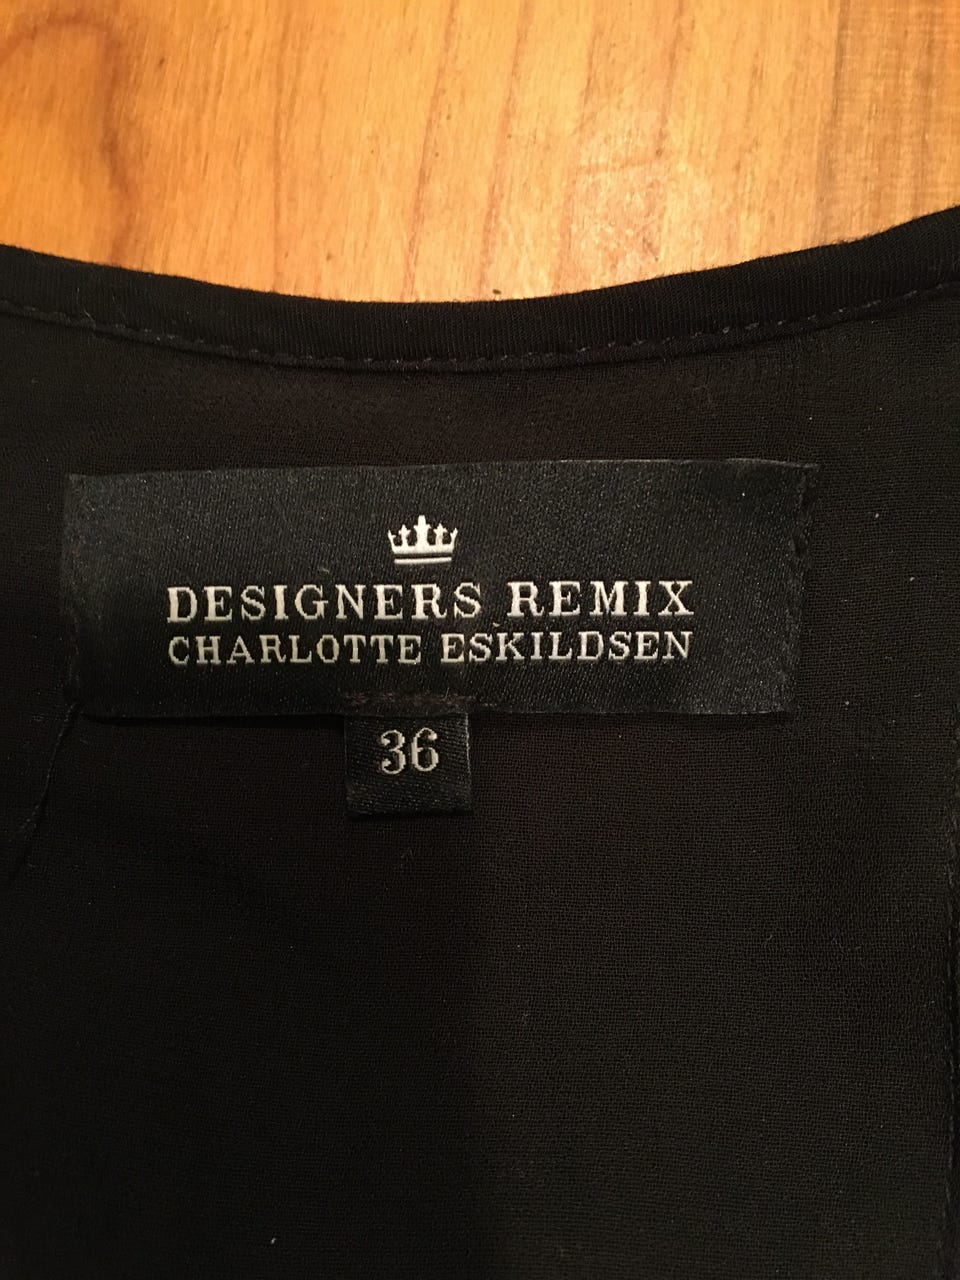 DESIGNERS REMIX
CHARLOTTE ESKILDSEN
36